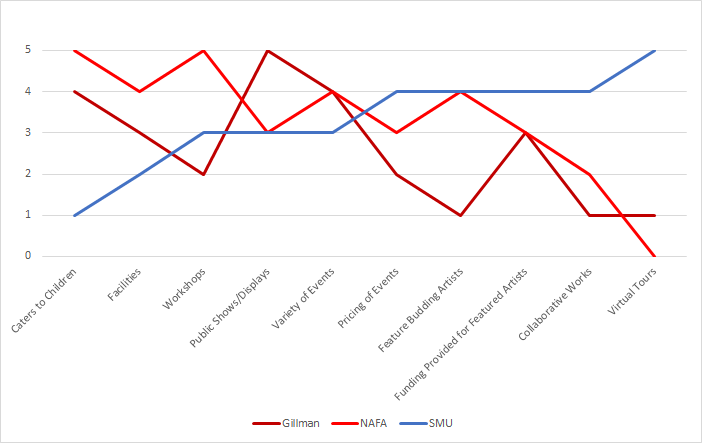 5
4
3
2
1
0
Caters to Children
Facilities
Workshops
Public Shows/Displays
Variety of Events
Pricing of Events
Feature Budding Artists
Funding Provided for Featured Artists
Collaborative Works
Virtual Tours
Gillman
NAFA
SMU